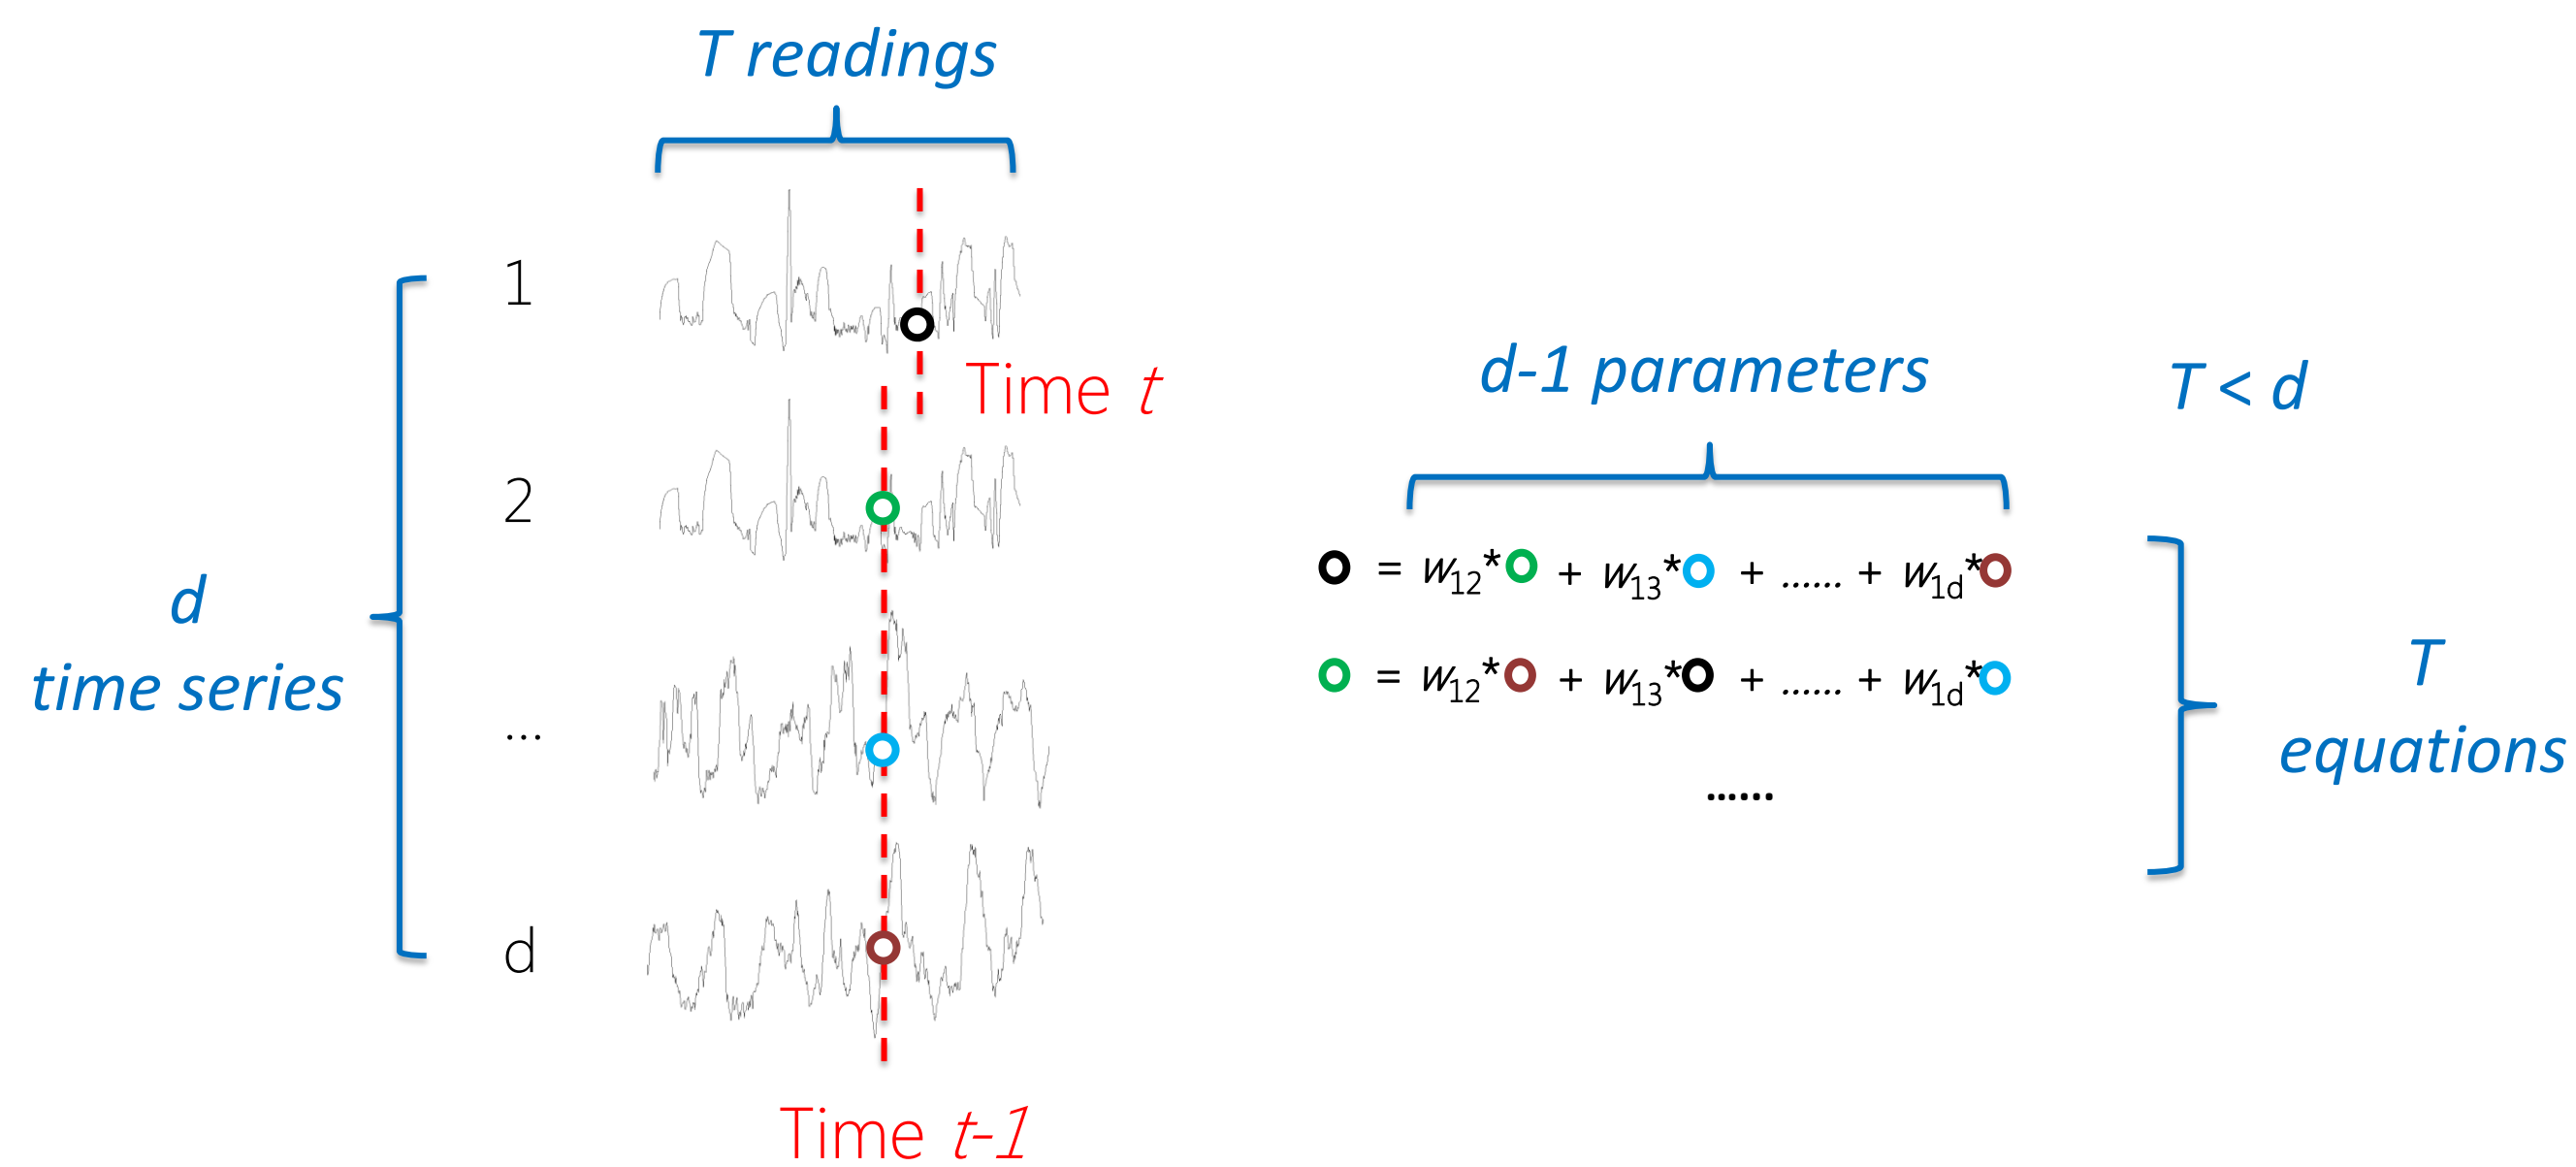 T readings
1
Time t
2
...
d
d
time series
Time t-1
d-1 parameters
T < d
= w12* + w13* + ...... + w1d*
= w12* + w13* + ...... + w1d*
......
T
equations